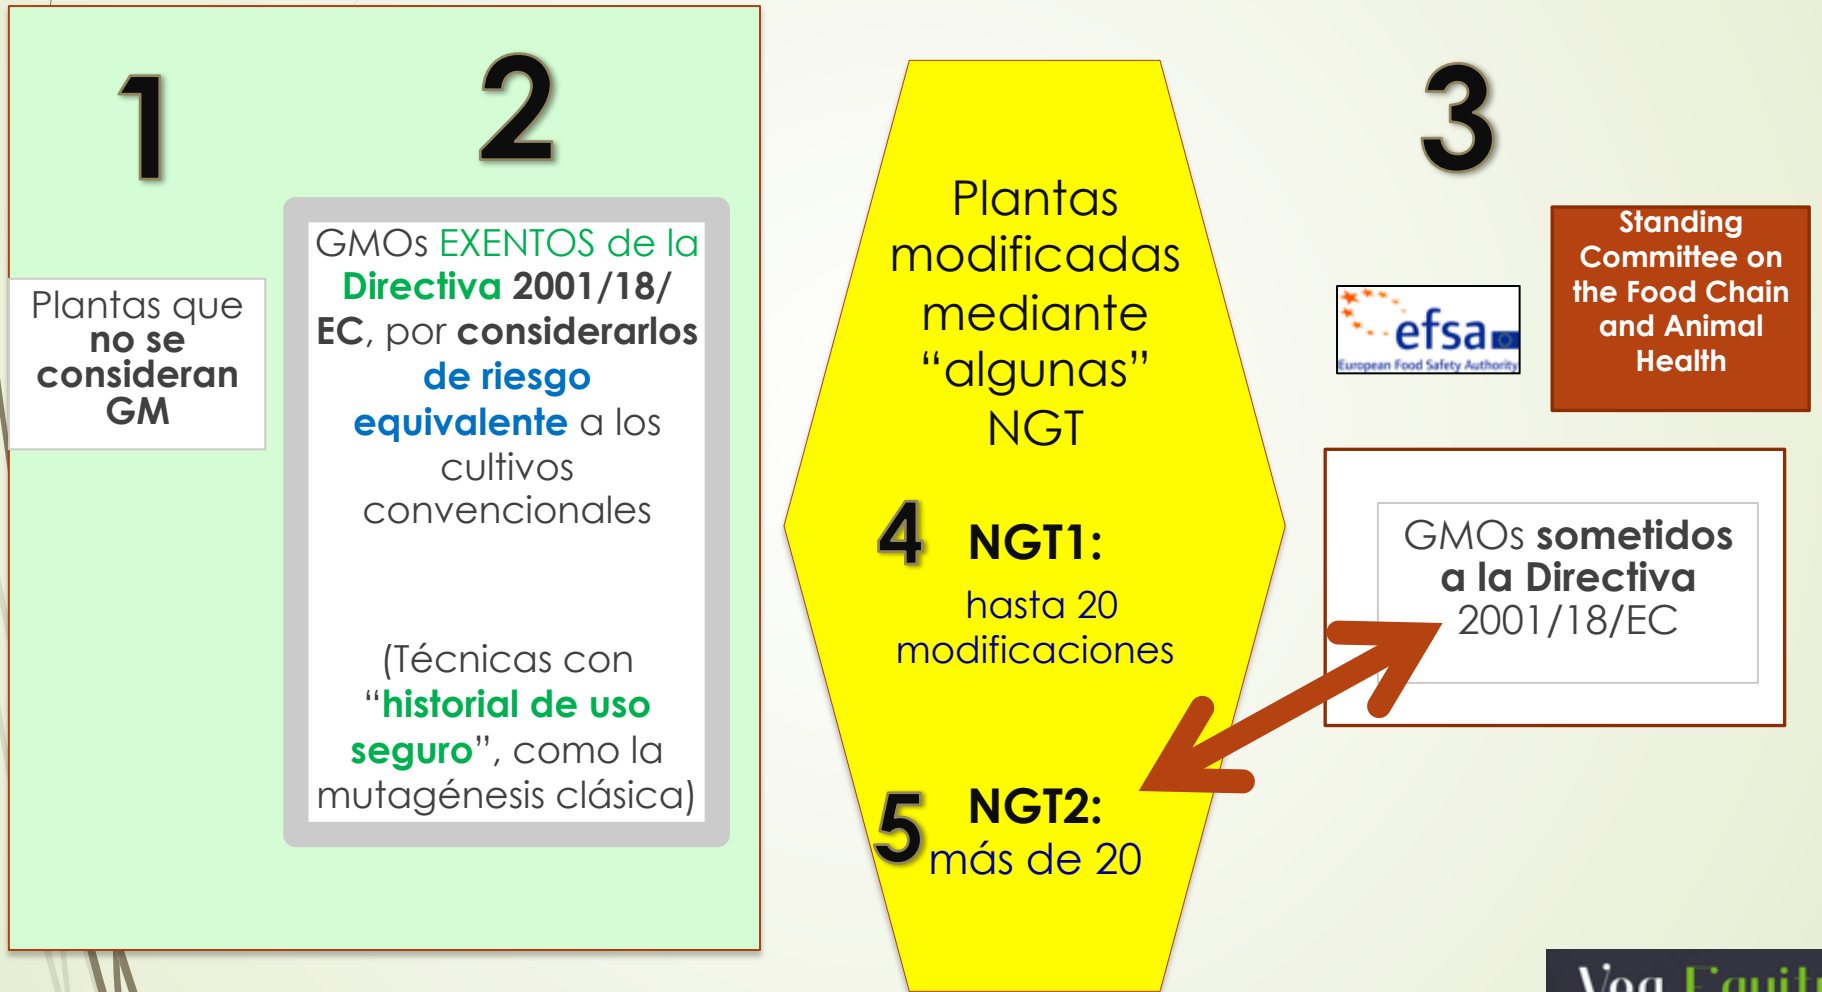 1
Plantas que
no se
consideran
GM
2
GMOs EXENTOS de la
Directiva 2001/18/
EC, por considerarlos
de riesgo
equivalente a los
cultivos
convencionales
(Técnicas con
“historial de uso
seguro”, como la
mutagénesis clásica)
Plantas
modificadas
mediante
“algunas”
NGT
4 NGT1:
hasta 20
modificaciones
5 NGT2:
más de 20
3
efsa
European Food Safety Authority
Standing
Committee on
the Food Chain
and Animal
Health
GMOs sometidos
a la Directiva
2001/18/EC